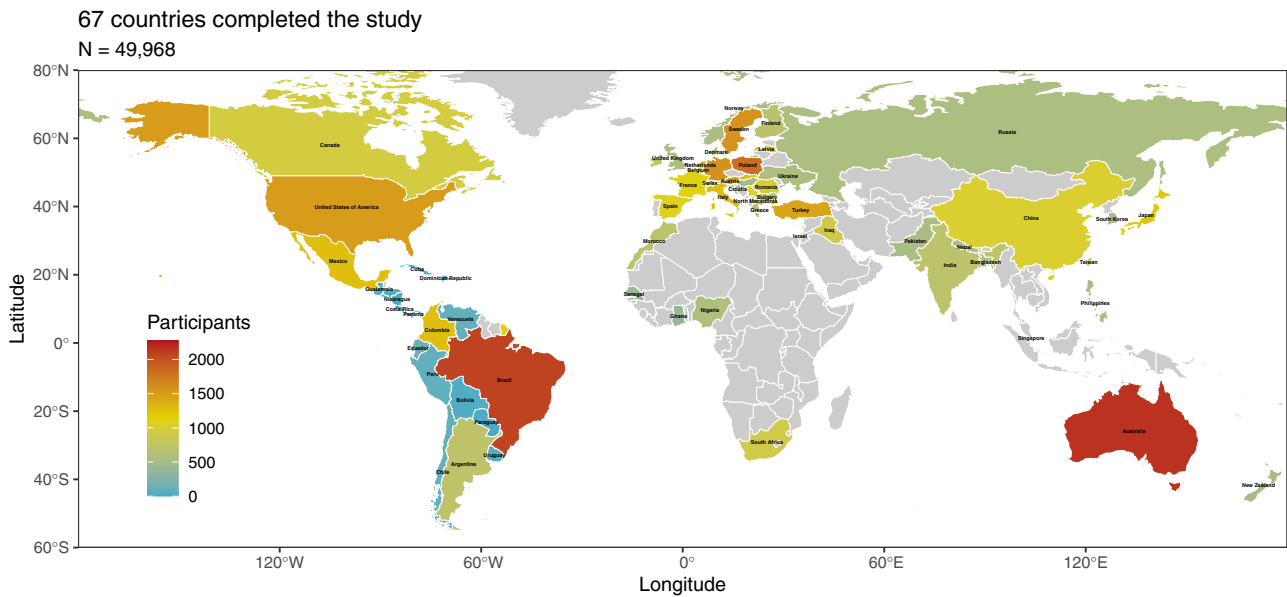 67 countries completed the study
N = 49,968
80°N
60°N
40°N
20°N
0°
20°S
40°S
60°S
Latitude
120°W
60°W
0°
60°E
120°E
Longitude
Participants
2000
1500
1000
500
0
Canada
United States of America
Mexico
Cuba
Dominican Republic
Guatemala
Nicaragua
Costa Rica
Panama
Venezuela
Colombia
Ecuador
Peru
Brasil
Bolivia
Paraguay
Uruguay
Argentine
Chile
Norway
Sweden
Finland
Denmark
Latvia
United Kingdom
Netherlands
Belgium
Poland
Ukraine
France
Swiss
Austria
Croatia
Romania
Italy
Bulgary
North Macedonia
Spain
Greece
Turkey
Morocco
Israel
Iraq
Senegal
Ghana
Nigeria
South Africa
Russia
China
South Korea
Japan
Pakistan
Nepal
India
Bangladesh
Taiwan
Philippines
Singapore
Australia
New Zealand